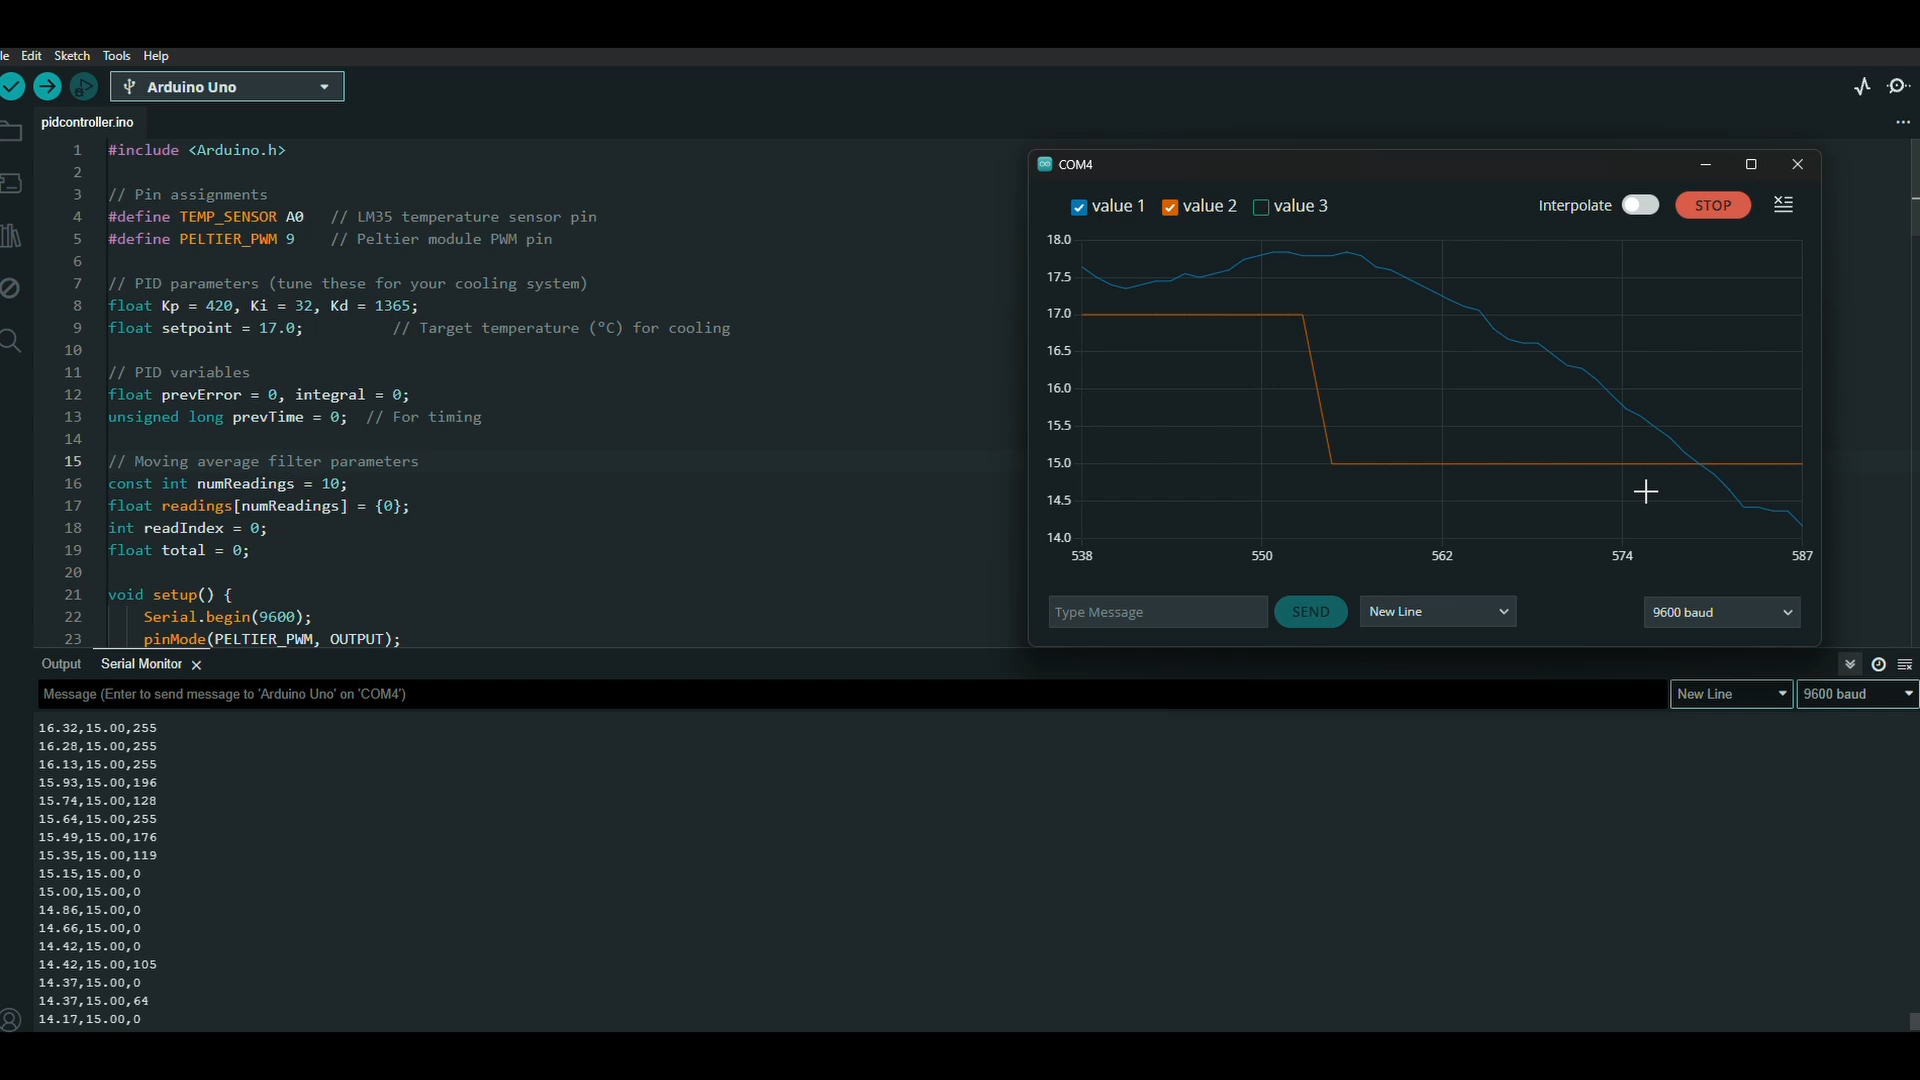 le Edit Sketch Tools Help
Arduino Uno
pidcontroller.ino
1 #include <Arduino.h>
2
3 // Pin assignments
4 #define TEMP_SENSOR A0 // LM35 temperature sensor pin
5 #define PELTIER_PWM 9 // Peltier module PWM pin
6
7 // PID parameters (tune these for your cooling system)
8 float Kp = 420, Ki = 32, Kd = 1365;
9 float setpoint = 17.0; // Target temperature (°C) for cooling
10
11 // PID variables
12 float prevError = 0, integral = 0;
13 unsigned long prevTime = 0; // For timing
14
15 // Moving average filter parameters
16 const int numReadings = 10;
17 float readings[numReadings] = {0};
18 int readIndex = 0;
19 float total = 0;
20
21 void setup() {
22 Serial.begin(9600);
23 pinMode(PELTIER_PWM, OUTPUT);
COM4
value 1 value 2 value 3 Interpolate STOP
18.0
17.5
17.0
16.5
16.0
15.5
15.0
14.5
14.0
538 550 562 574 587
Type Message SEND New Line 9600 baud
Output Serial Monitor
Message (Enter to send message to 'Arduino Uno' on 'COM4') New Line 9600 baud
16.32,15.00,255
16.28,15.00,255
16.13,15.00,255
15.93,15.00,196
15.74,15.00,128
15.64,15.00,255
15.49,15.00,176
15.35,15.00,119
15.15,15.00,0
15.00,15.00,0
14.86,15.00,0
14.66,15.00,0
14.42,15.00,0
14.42,15.00,105
14.37,15.00,0
14.37,15.00,64
14.17,15.00,0